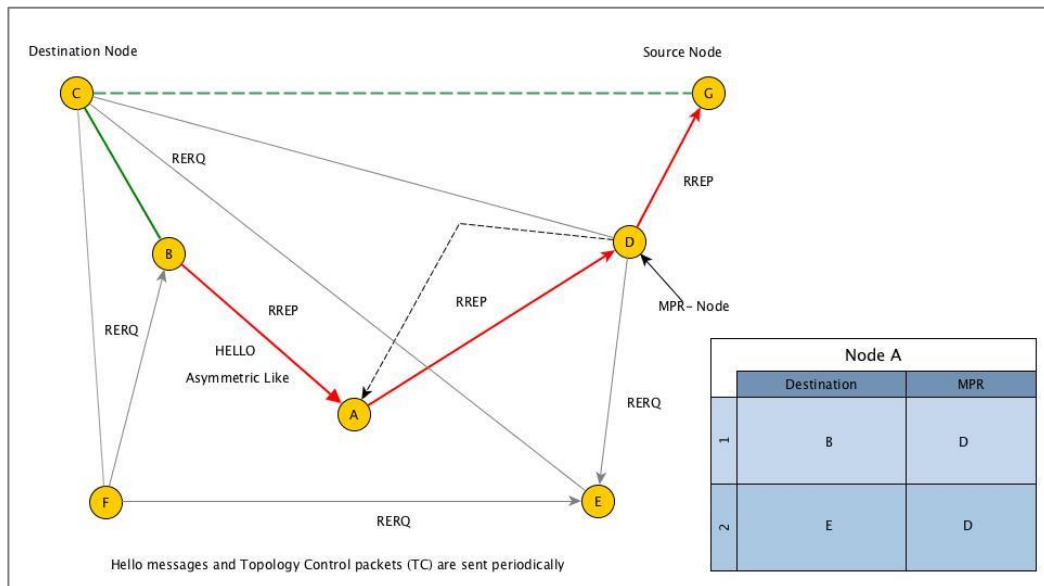 Destination Node
Source Node
C
G
RERQ
RREP
B
D
RREP
RREP
MPR- Node
RERQ
HELLO
Asymmetric Like
A
RERQ
F
E
RERQ
Hello messages and Topology Control packets (TC) are sent periodically
Node A
Destination MPR
1 B D
2 E D